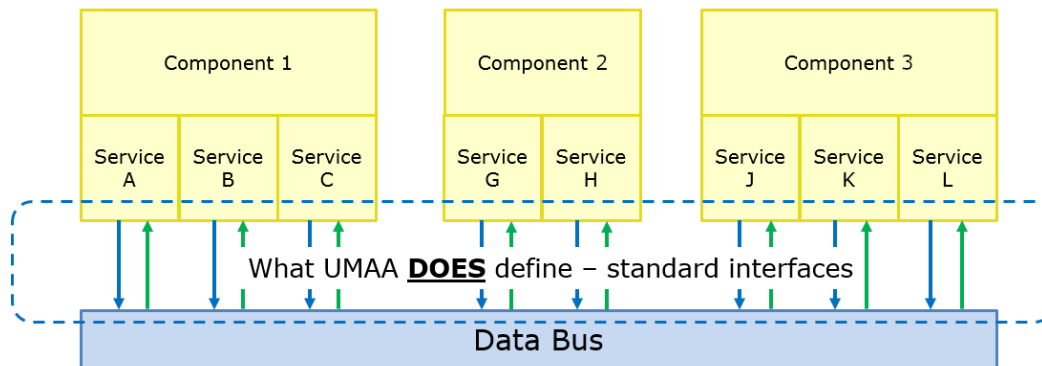 Component 1
Component 2
Component 3
Service
A
Service
B
Service
C
Service
G
Service
H
Service
J
Service
K
Service
L
What UMAA DOES define – standard interfaces
Data Bus